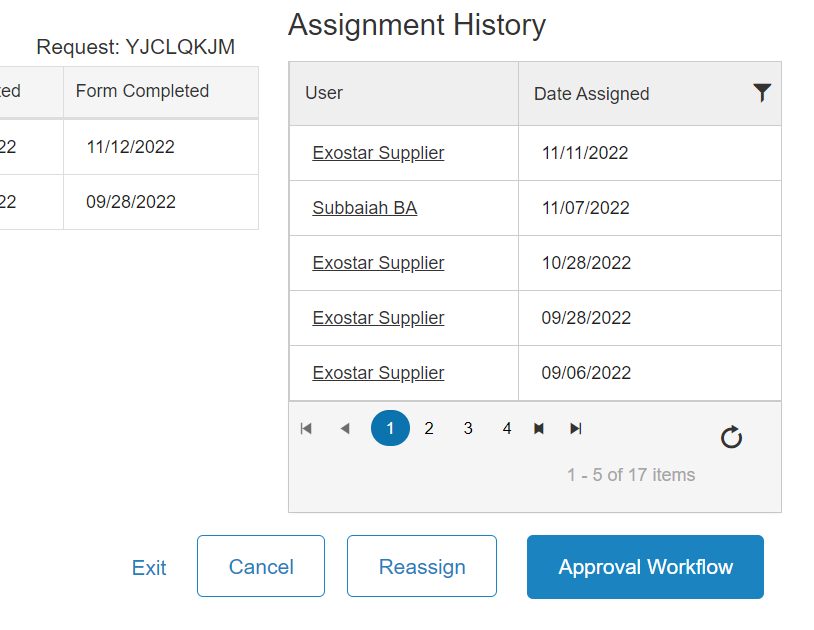 Assignment History
Request: YJCLQKJM
ed Form Completed
22 11/12/2022
22 09/28/2022
User Date Assigned
Exostar Supplier 11/11/2022
Subbaiah BA 11/07/2022
Exostar Supplier 10/28/2022
Exostar Supplier 09/28/2022
Exostar Supplier 09/06/2022
1 2 3 4
1 - 5 of 17 items
Exit Cancel Reassign Approval Workflow